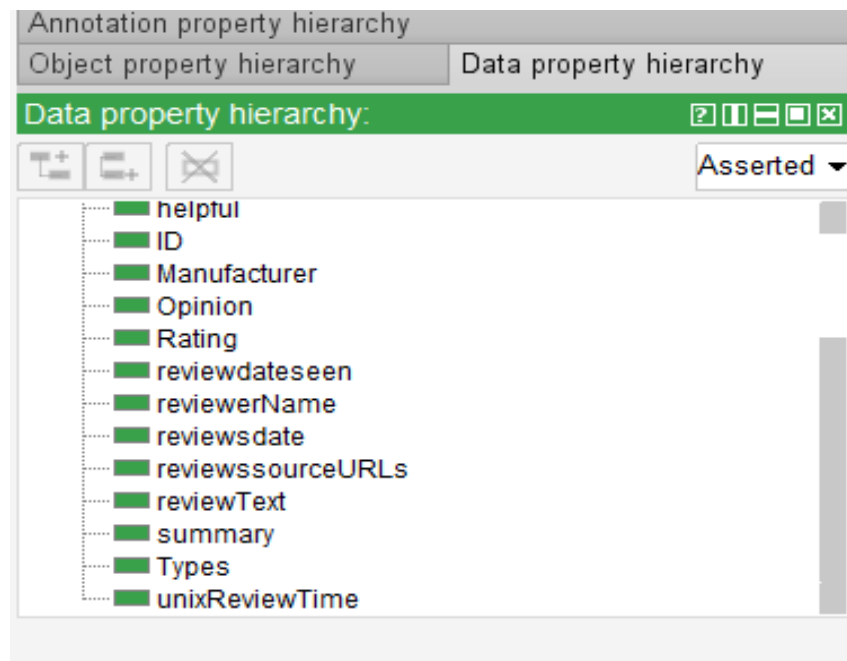 Annotation property hierarchy
Object property hierarchy Data property hierarchy
Data property hierarchy:
Asserted
helpful
ID
Manufacturer
Opinion
Rating
reviewdateseen
reviewerName
reviewsdate
reviewssourceURLs
reviewText
summary
Types
unixReviewTime